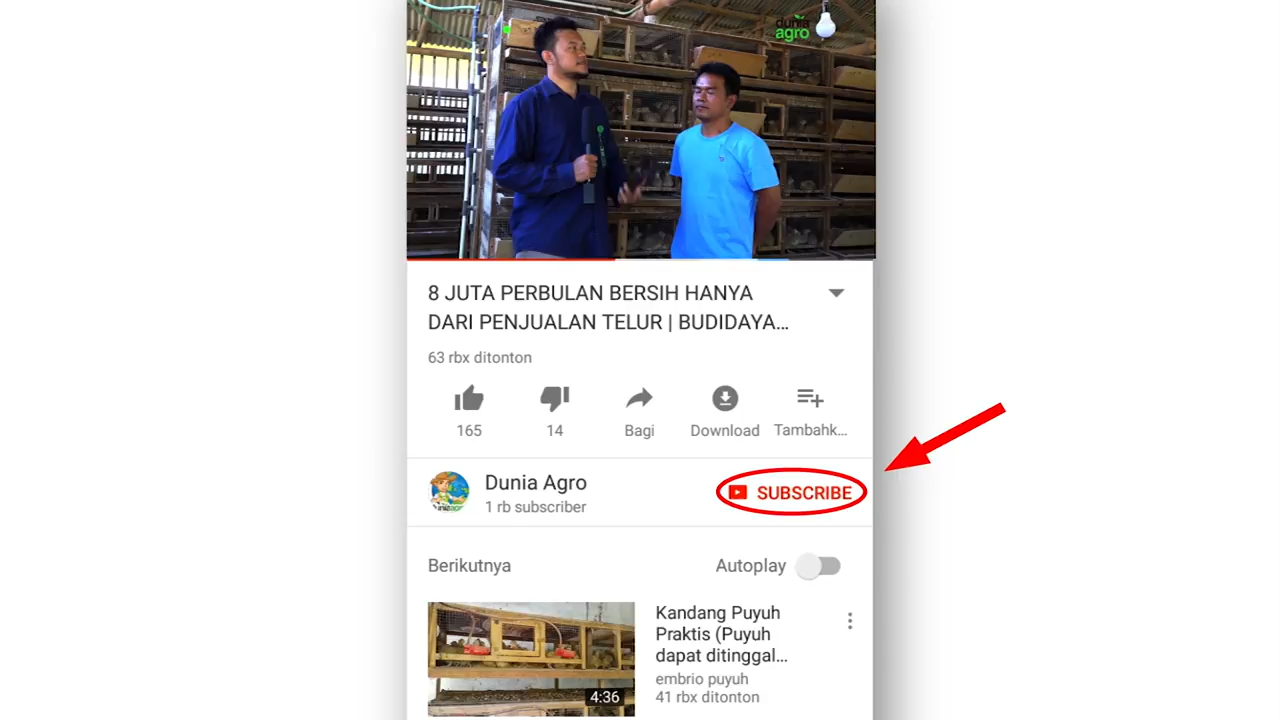 dunia
agro
8 JUTA PERBULAN BERSIH HANYA
DARI PENJUALAN TELUR | BUDIDAYA...
63 rbx ditonton
165
14
Bagi
Download
Tambahk...
Dunia Agro
1 rb subscriber
SUBSCRIBE
Berikutnya
Autoplay
4:36
Kandang Puyuh
Praktis (Puyuh
dapat ditinggal...
embrio puyuh
41 rbx ditonton